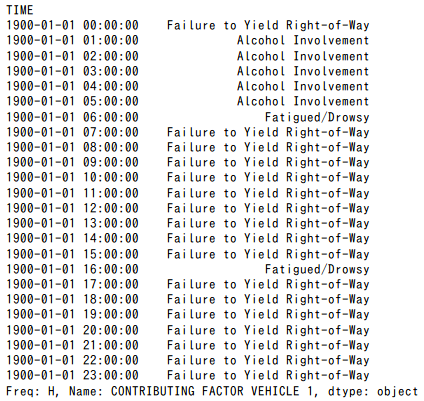 TIME
1900-01-01 00:00:00    Failure to Yield Right-of-Way
1900-01-01 01:00:00              Alcohol Involvement
1900-01-01 02:00:00              Alcohol Involvement
1900-01-01 03:00:00              Alcohol Involvement
1900-01-01 04:00:00              Alcohol Involvement
1900-01-01 05:00:00              Alcohol Involvement
1900-01-01 06:00:00                  Fatigued/Drowsy
1900-01-01 07:00:00    Failure to Yield Right-of-Way
1900-01-01 08:00:00    Failure to Yield Right-of-Way
1900-01-01 09:00:00    Failure to Yield Right-of-Way
1900-01-01 10:00:00    Failure to Yield Right-of-Way
1900-01-01 11:00:00    Failure to Yield Right-of-Way
1900-01-01 12:00:00    Failure to Yield Right-of-Way
1900-01-01 13:00:00    Failure to Yield Right-of-Way
1900-01-01 14:00:00    Failure to Yield Right-of-Way
1900-01-01 15:00:00    Failure to Yield Right-of-Way
1900-01-01 16:00:00                  Fatigued/Drowsy
1900-01-01 17:00:00    Failure to Yield Right-of-Way
1900-01-01 18:00:00    Failure to Yield Right-of-Way
1900-01-01 19:00:00    Failure to Yield Right-of-Way
1900-01-01 20:00:00    Failure to Yield Right-of-Way
1900-01-01 21:00:00    Failure to Yield Right-of-Way
1900-01-01 22:00:00    Failure to Yield Right-of-Way
1900-01-01 23:00:00    Failure to Yield Right-of-Way
Freq: H, Name: CONTRIBUTING FACTOR VEHICLE 1, dtype: object